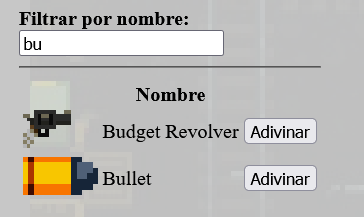 Filtrar por nombre:
bu
Nombre
Budget Revolver Adivinar
Bullet Adivinar